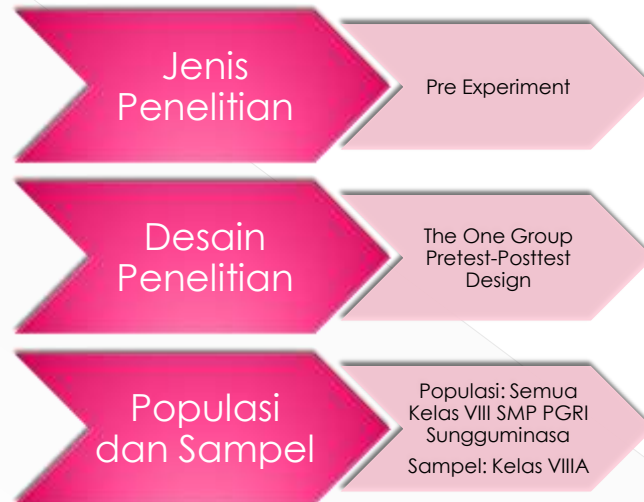 Jenis
Penelitian
Pre Experiment
Desain
Penelitian
The One Group
Pretest-Posttest
Design
Populasi
dan Sampel
Populasi: Semua
Kelas VIII SMP PGRI
Sungguminasa
Sampel: Kelas VIIIA